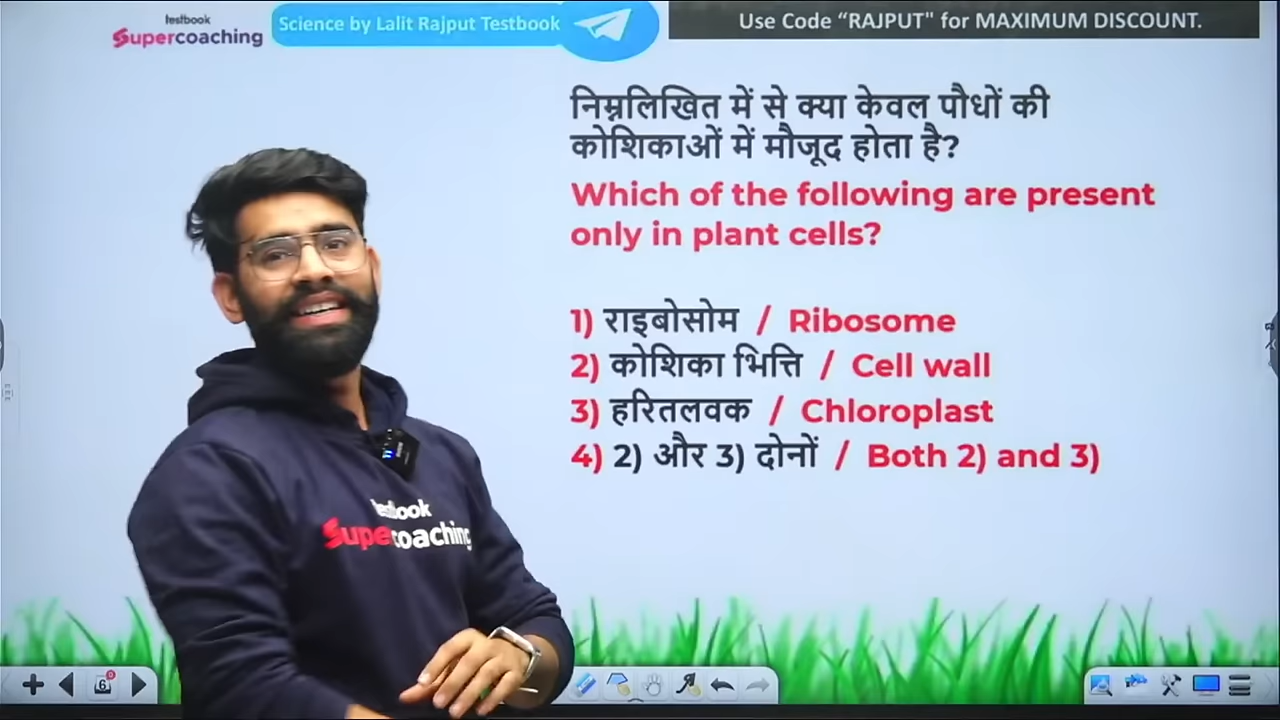 testbook
Supercoaching
Science by Lalit Rajput Testbook
Use Code “RAJPUT" for MAXIMUM DISCOUNT.
निम्नलिखित में से क्या केवल पौधों की
कोशिकाओं में मौजूद होता है?
Which of the following are present
only in plant cells?
1) राइबोसोम / Ribosome
2) कोशिका भित्ति / Cell wall
3) हरितलवक / Chloroplast
4) 2) और 3) दोनों / Both 2) and 3)
testbook
Supercoaching
6